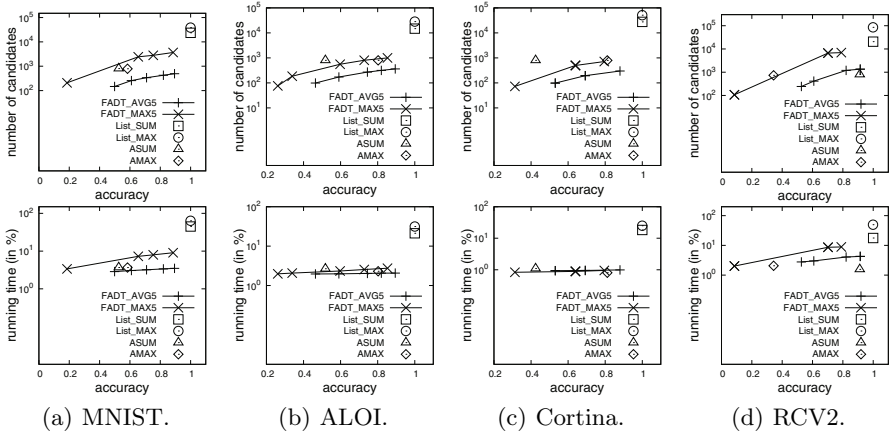 number of candidates
10^5
10^4
10^3
10^2
0 0.2 0.4 0.6 0.8 1
accuracy
FADT_AVG5
FADT_MAX5
List_SUM
List_MAX
ASUM
AMAX
number of candidates
10^5
10^4
10^3
10^2
10^1
0.2 0.4 0.6 0.8 1
accuracy
FADT_AVG5
FADT_MAX5
List_SUM
List_MAX
ASUM
AMAX
number of candidates
10^4
10^3
10^2
10^1
0.2 0.4 0.6 0.8 1
accuracy
FADT_AVG5
FADT_MAX5
List_SUM
List_MAX
ASUM
AMAX
number of candidates
10^5
10^4
10^3
10^2
0 0.2 0.4 0.6 0.8 1
accuracy
FADT_AVG5
FADT_MAX5
List_SUM
List_MAX
ASUM
AMAX
running time (in %)
10^2
10^1
10^0
0 0.2 0.4 0.6 0.8 1
accuracy
FADT_AVG5
FADT_MAX5
List_SUM
List_MAX
ASUM
AMAX
running time (in %)
10^2
10^1
10^0
0.2 0.4 0.6 0.8 1
accuracy
FADT_AVG5
FADT_MAX5
List_SUM
List_MAX
ASUM
AMAX
running time (in %)
10^2
10^1
10^0
0.2 0.4 0.6 0.8 1
accuracy
FADT_AVG5
FADT_MAX5
List_SUM
List_MAX
ASUM
AMAX
running time (in %)
10^2
10^1
10^0
0 0.2 0.4 0.6 0.8 1
accuracy
FADT_AVG5
FADT_MAX5
List_SUM
List_MAX
ASUM
AMAX
(a) MNIST.
(b) ALOI.
(c) Cortina.
(d) RCV2.